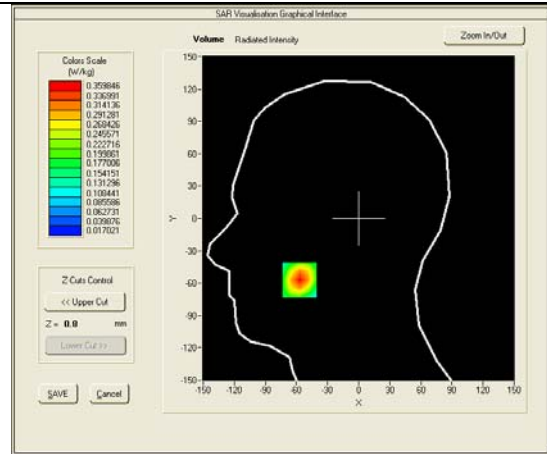 SAR Visualisation Graphical Interface
Volume Radiated Intensity
Zoom In/Out
Colors Scale
(W/kg)
0.359846
0.336991
0.314136
0.291281
0.268426
0.245571
0.222716
0.199861
0.177006
0.154151
0.131296
0.108441
0.085586
0.062731
0.039876
0.017021
Z Cuts Control
<< Upper Cut
Z = 0.0 mm
Lower Cut >>
SAVE Cancel
150-
120-
90-
60-
30-
0-
-30-
-60-
-90-
-120-
-150-
Y
-150 -120 -90 -60 -30 0 30 60 90 120 150
X